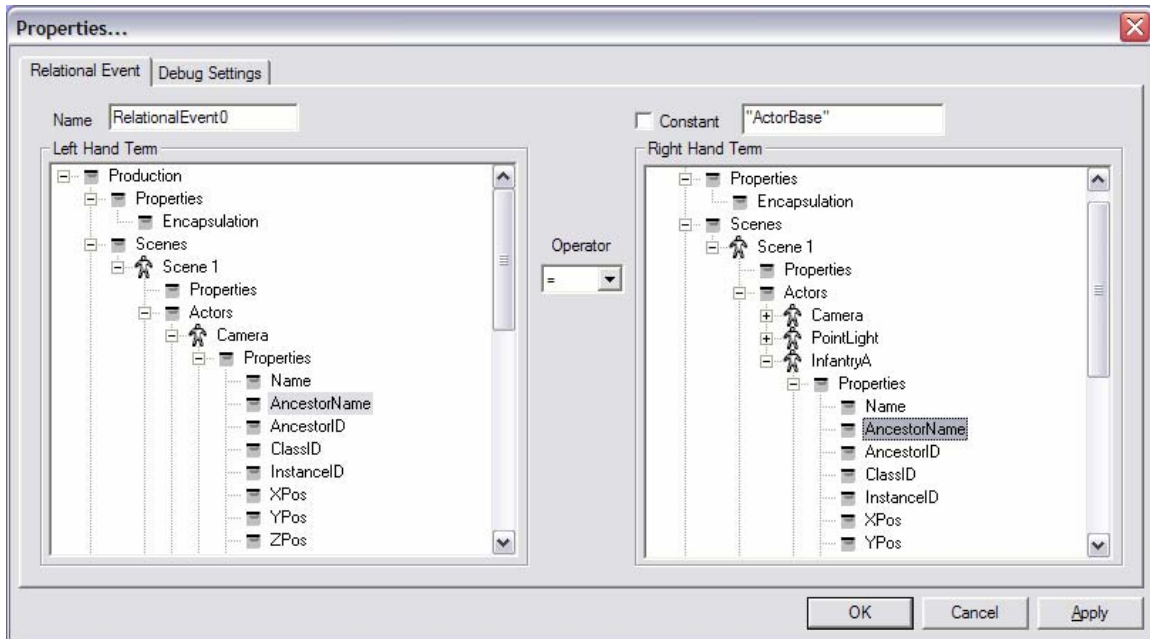 Properties...
Relational Event
Debug Settings
Name
RelationalEvent0
Constant
"ActorBase"
Left Hand Term
Production
Properties
Encapsulation
Scenes
Scene 1
Properties
Actors
Camera
Properties
Name
AncestorName
AncestorID
ClassID
InstanceID
XPos
YPos
ZPos
Operator
=
Right Hand Term
Properties
Encapsulation
Scenes
Scene 1
Properties
Actors
Camera
PointLight
InfantryA
Properties
Name
AncestorName
AncestorID
ClassID
InstanceID
XPos
YPos
OK
Cancel
Apply